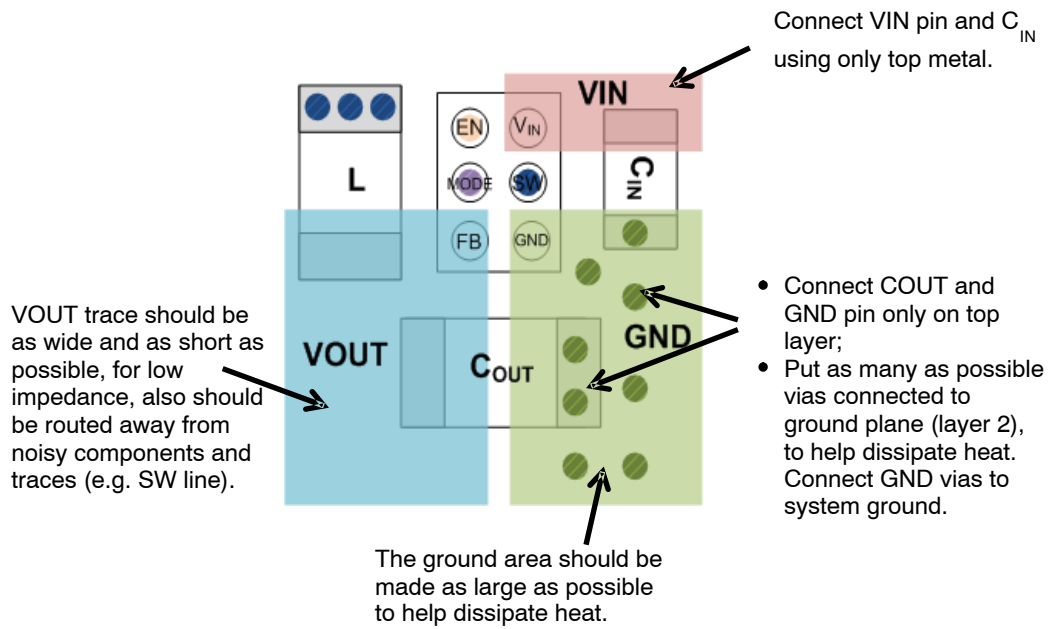 Connect VIN pin and C IN
using only top metal.
VIN
EN
VIN
L
MODE
SW
CIN
FB
GND
VOUT trace should be
as wide and as short as
possible, for low
impedance, also should
be routed away from
noisy components and
traces (e.g. SW line).
VOUT
COUT
GND
• Connect COUT and
GND pin only on top
layer;
• Put as many as possible
vias connected to
ground plane (layer 2),
to help dissipate heat.
Connect GND vias to
system ground.
The ground area should be
made as large as possible
to help dissipate heat.